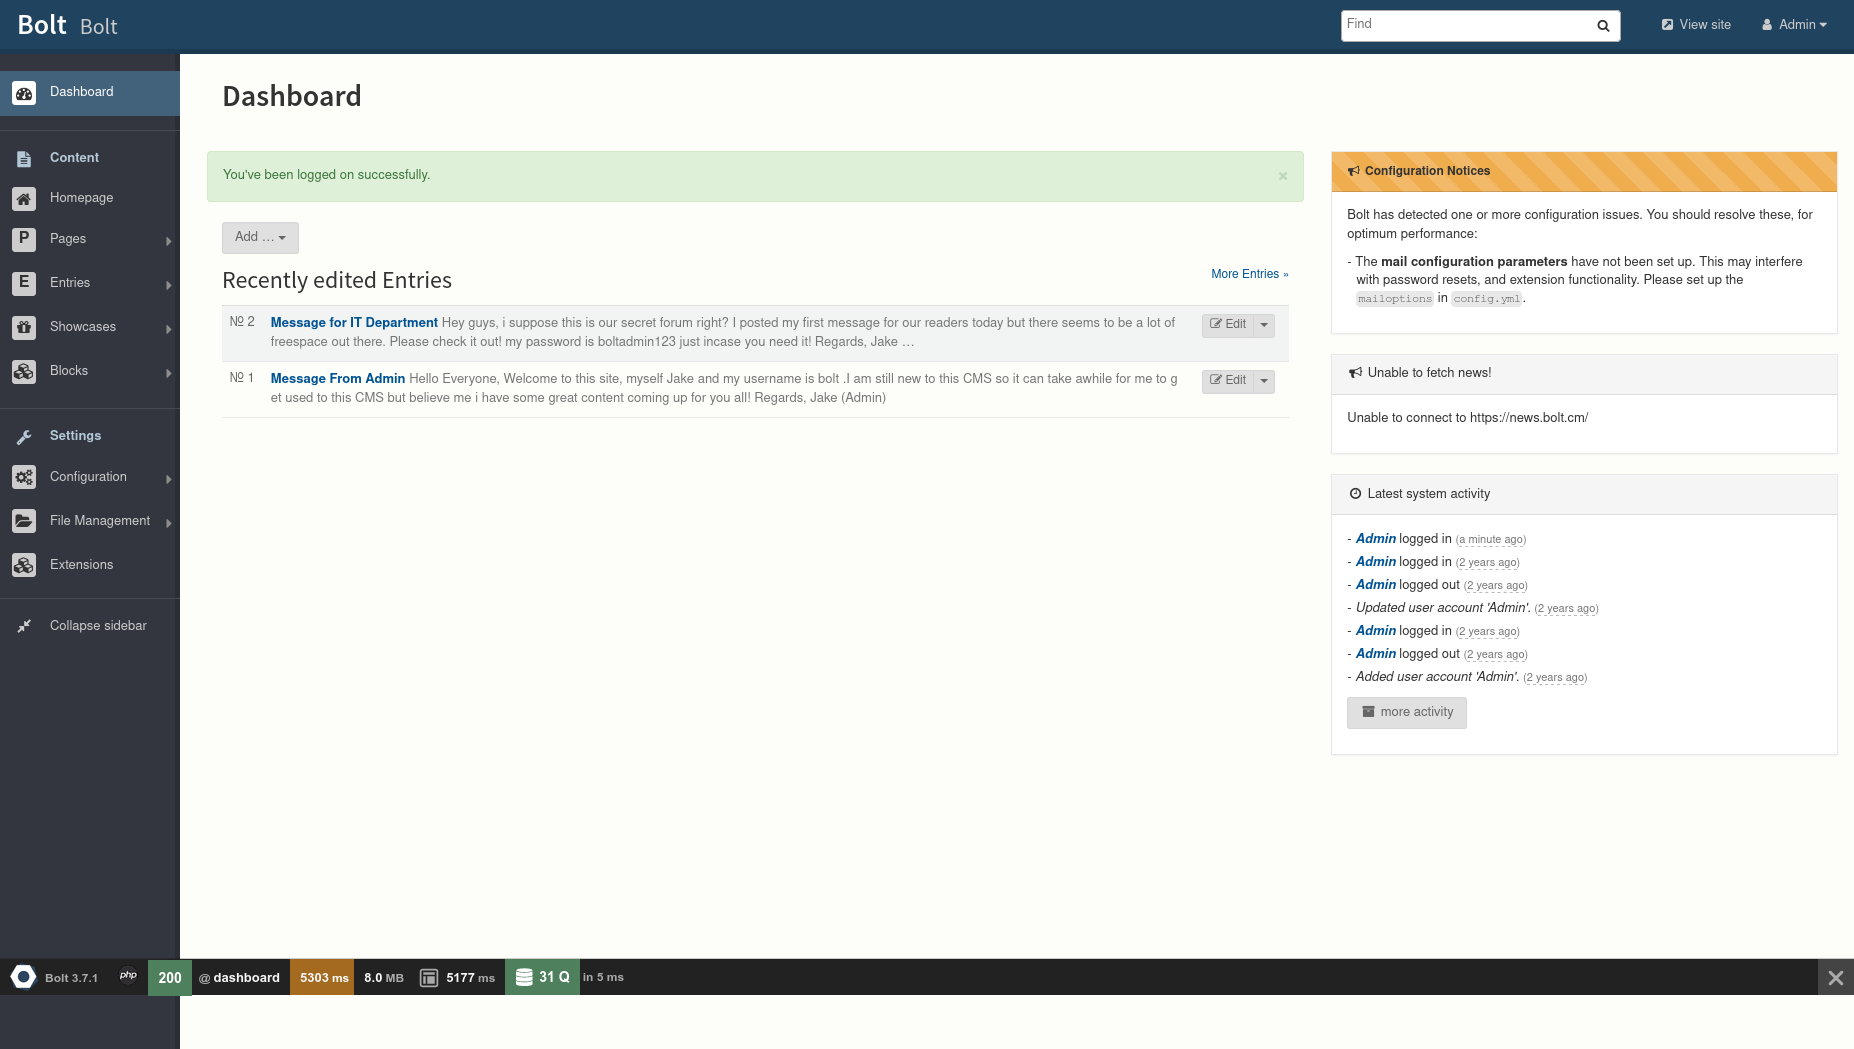 Bolt Bolt
Find
View site
Admin
Dashboard
Content
Homepage
P Pages
E Entries
Showcases
Blocks
Settings
Configuration
File Management
Extensions
Collapse sidebar
Dashboard
You've been logged on successfully.
×
Add ...
Recently edited Entries
More Entries »
№ 2 Message for IT Department Hey guys, i suppose this is our secret forum right? I posted my first message for our readers today but there seems to be a lot of
freespace out there. Please check it out! my password is boltadmin123 just incase you need it! Regards, Jake …
Edit
№ 1 Message From Admin Hello Everyone, Welcome to this site, myself Jake and my username is bolt .I am still new to this CMS so it can take awhile for me to g
et used to this CMS but believe me i have some great content coming up for you all! Regards, Jake (Admin)
Edit
Configuration Notices
Bolt has detected one or more configuration issues. You should resolve these, for
optimum performance:
- The mail configuration parameters have not been set up. This may interfere
with password resets, and extension functionality. Please set up the
mailoptions in config.yml.
Unable to fetch news!
Unable to connect to https://news.bolt.cm/
Latest system activity
- Admin logged in (a minute ago)
- Admin logged in (2 years ago)
- Admin logged out (2 years ago)
- Updated user account 'Admin'. (2 years ago)
- Admin logged in (2 years ago)
- Admin logged out (2 years ago)
- Added user account 'Admin'. (2 years ago)
more activity
Bolt 3.7.1 php 200 @ dashboard 5303 ms 8.0 MB 5177 ms 31 Q in 5 ms